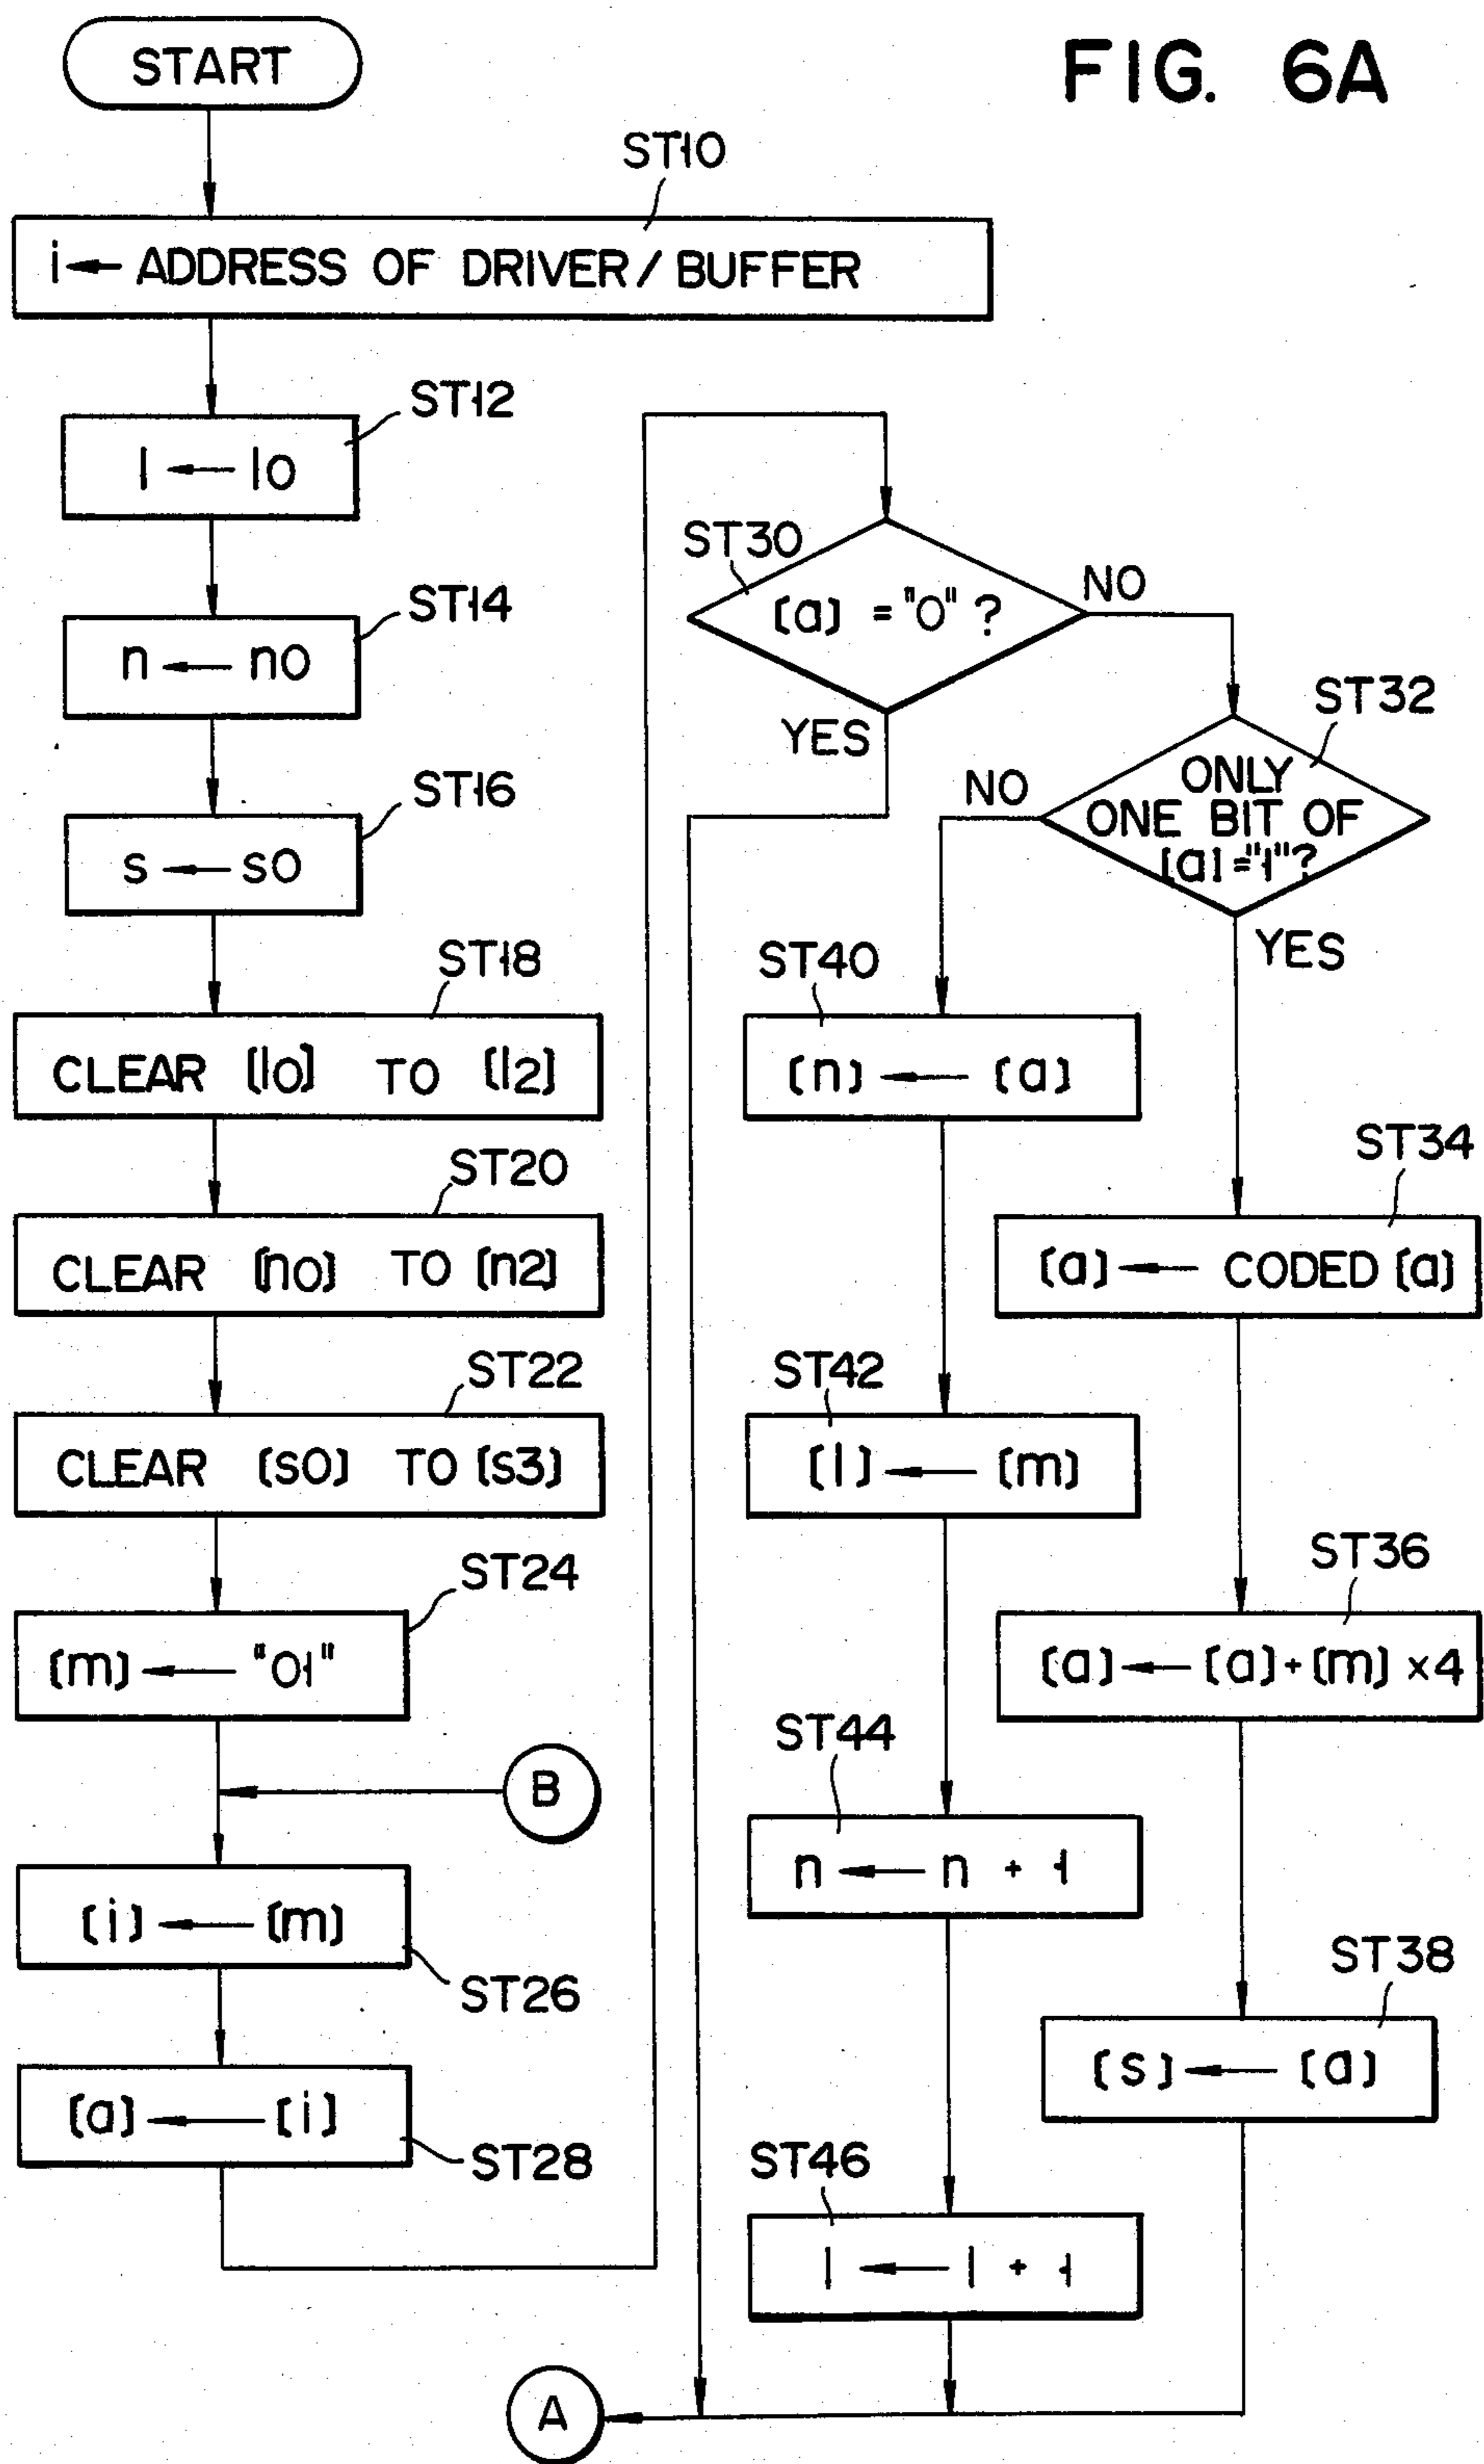 FIG. 6A
START
ST10
i ← ADDRESS OF DRIVER / BUFFER
ST12
l ← l0
ST14
n ← n0
ST16
s ← s0
ST18
CLEAR [l0] TO [l2]
ST20
CLEAR [n0] TO [n2]
ST22
CLEAR [s0] TO [s3]
ST24
[m] ← "01"
B
[i] ← [m]
ST26
[a] ← [i]
ST28
ST30
[a] = "0" ?
NO
YES
ST32
ONLY
ONE BIT OF
[a]="1"?
NO
YES
ST40
[n] ← [a]
ST34
[a] ← CODED [a]
ST42
[l] ← [m]
ST36
[a] ← [a] + [m] ×4
ST44
n ← n + 1
ST38
[s] ← [a]
ST46
l ← l + 1
A